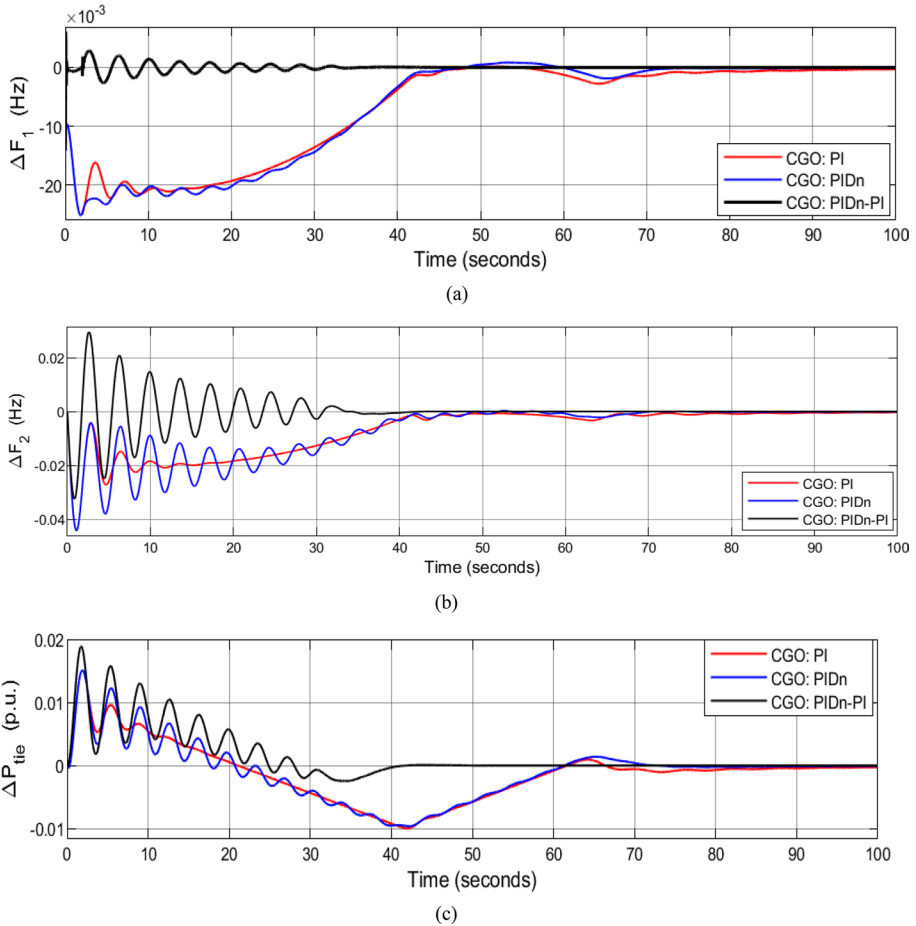 ×10⁻³
0
-10
-20
ΔF₁ (Hz)
CGO: PI
CGO: PIDn
CGO: PIDn-PI
0 10 20 30 40 50 60 70 80 90 100
Time (seconds)
(a)
0.02
0
-0.02
-0.04
ΔF₂ (Hz)
CGO: PI
CGO: PIDn
CGO: PIDn-PI
0 10 20 30 40 50 60 70 80 90 100
Time (seconds)
(b)
0.02
0.01
0
-0.01
ΔP_tie (p.u.)
CGO: PI
CGO: PIDn
CGO: PIDn-PI
0 10 20 30 40 50 60 70 80 90 100
Time (seconds)
(c)